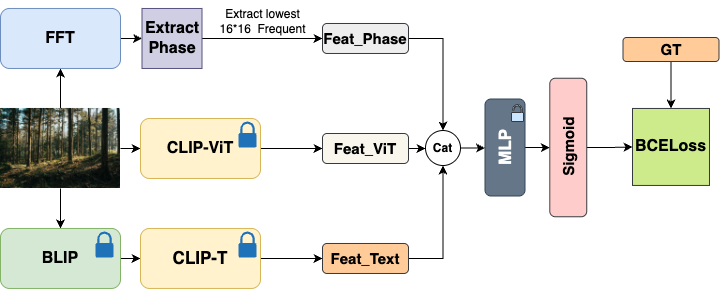 FFT
Extract
Phase
Extract lowest
16*16 Frequent
Feat_Phase
GT
CLIP-ViT
Feat_ViT
Cat
MLP
Sigmoid
BCELoss
BLIP
CLIP-T
Feat_Text